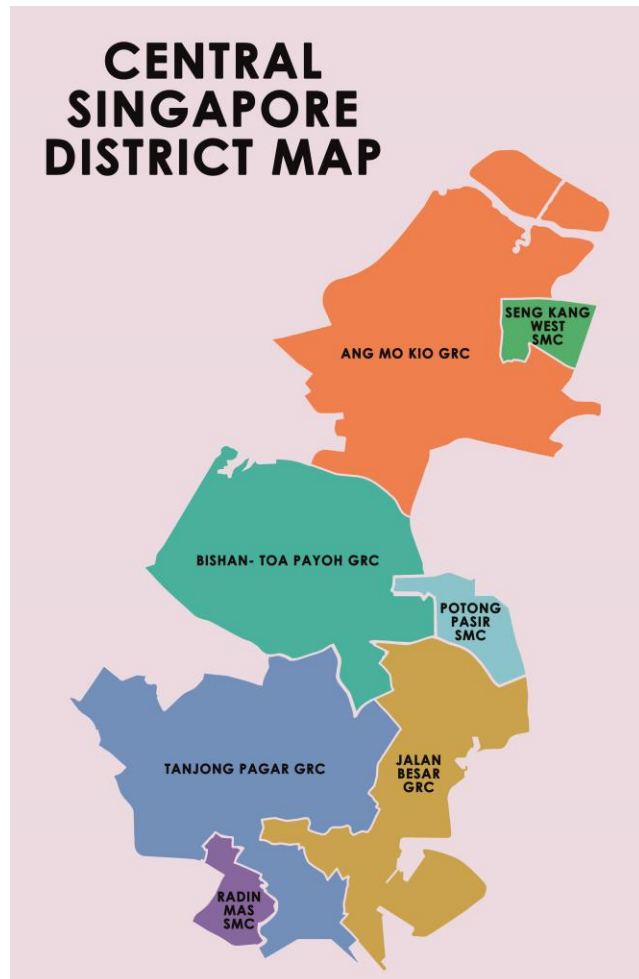 CENTRAL
SINGAPORE
DISTRICT MAP
SENG KANG
WEST
SMC
ANG MO KIO GRC
BISHAN- TOA PAYOH GRC
POTONG
PASIR
SMC
TANJONG PAGAR GRC
JALAN
BESAR
GRC
RADIN
MAS
SMC